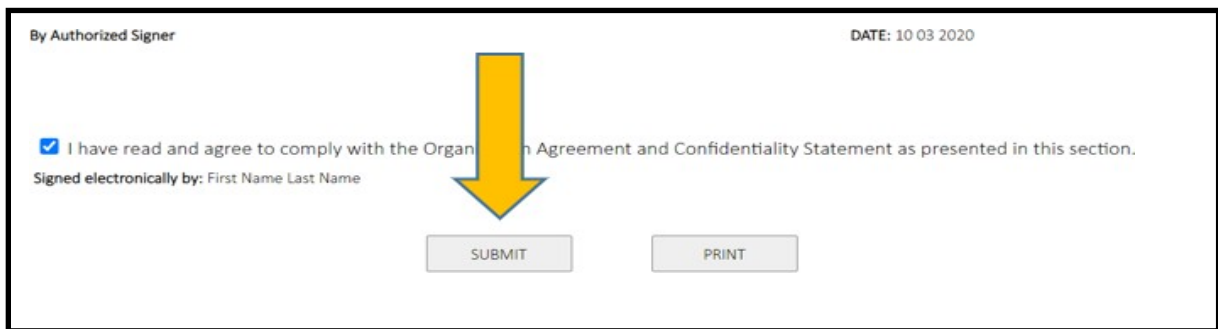 By Authorized Signer DATE: 10 03 2020
I have read and agree to comply with the Organ n Agreement and Confidentiality Statement as presented in this section.
Signed electronically by: First Name Last Name
SUBMIT PRINT